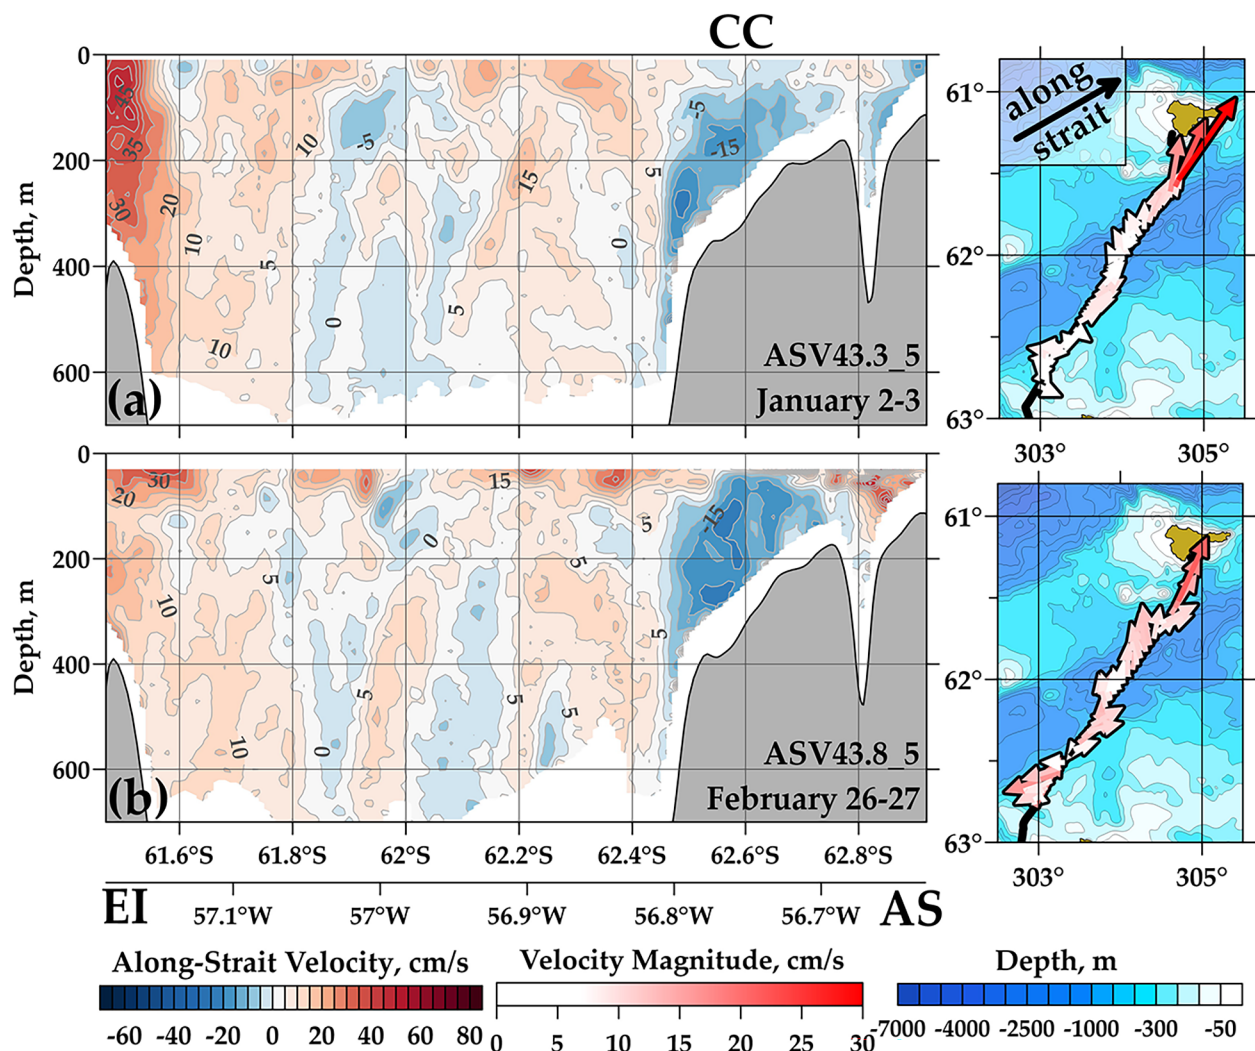 CC
0
200
400
600
Depth, m
45
35
30
20
10
10
5
10
-5
15
5
0
0
5
-5
-15
(a)
ASV43.3_5
January 2-3
along
strait
61°
62°
63°
303°
305°
0
200
400
600
Depth, m
30
20
10
5
10
0
5
0
15
5
5
5
5
5
-15
(b)
ASV43.8_5
February 26-27
61°
62°
63°
303°
305°
61.6°S 61.8°S 62°S 62.2°S 62.4°S 62.6°S 62.8°S
EI
57.1°W 57°W 56.9°W 56.8°W 56.7°W
AS
Along-Strait Velocity, cm/s
-60 -40 -20 0 20 40 60 80
Velocity Magnitude, cm/s
0 5 10 15 20 25 30
Depth, m
-7000 -4000 -2500 -1000 -300 -50